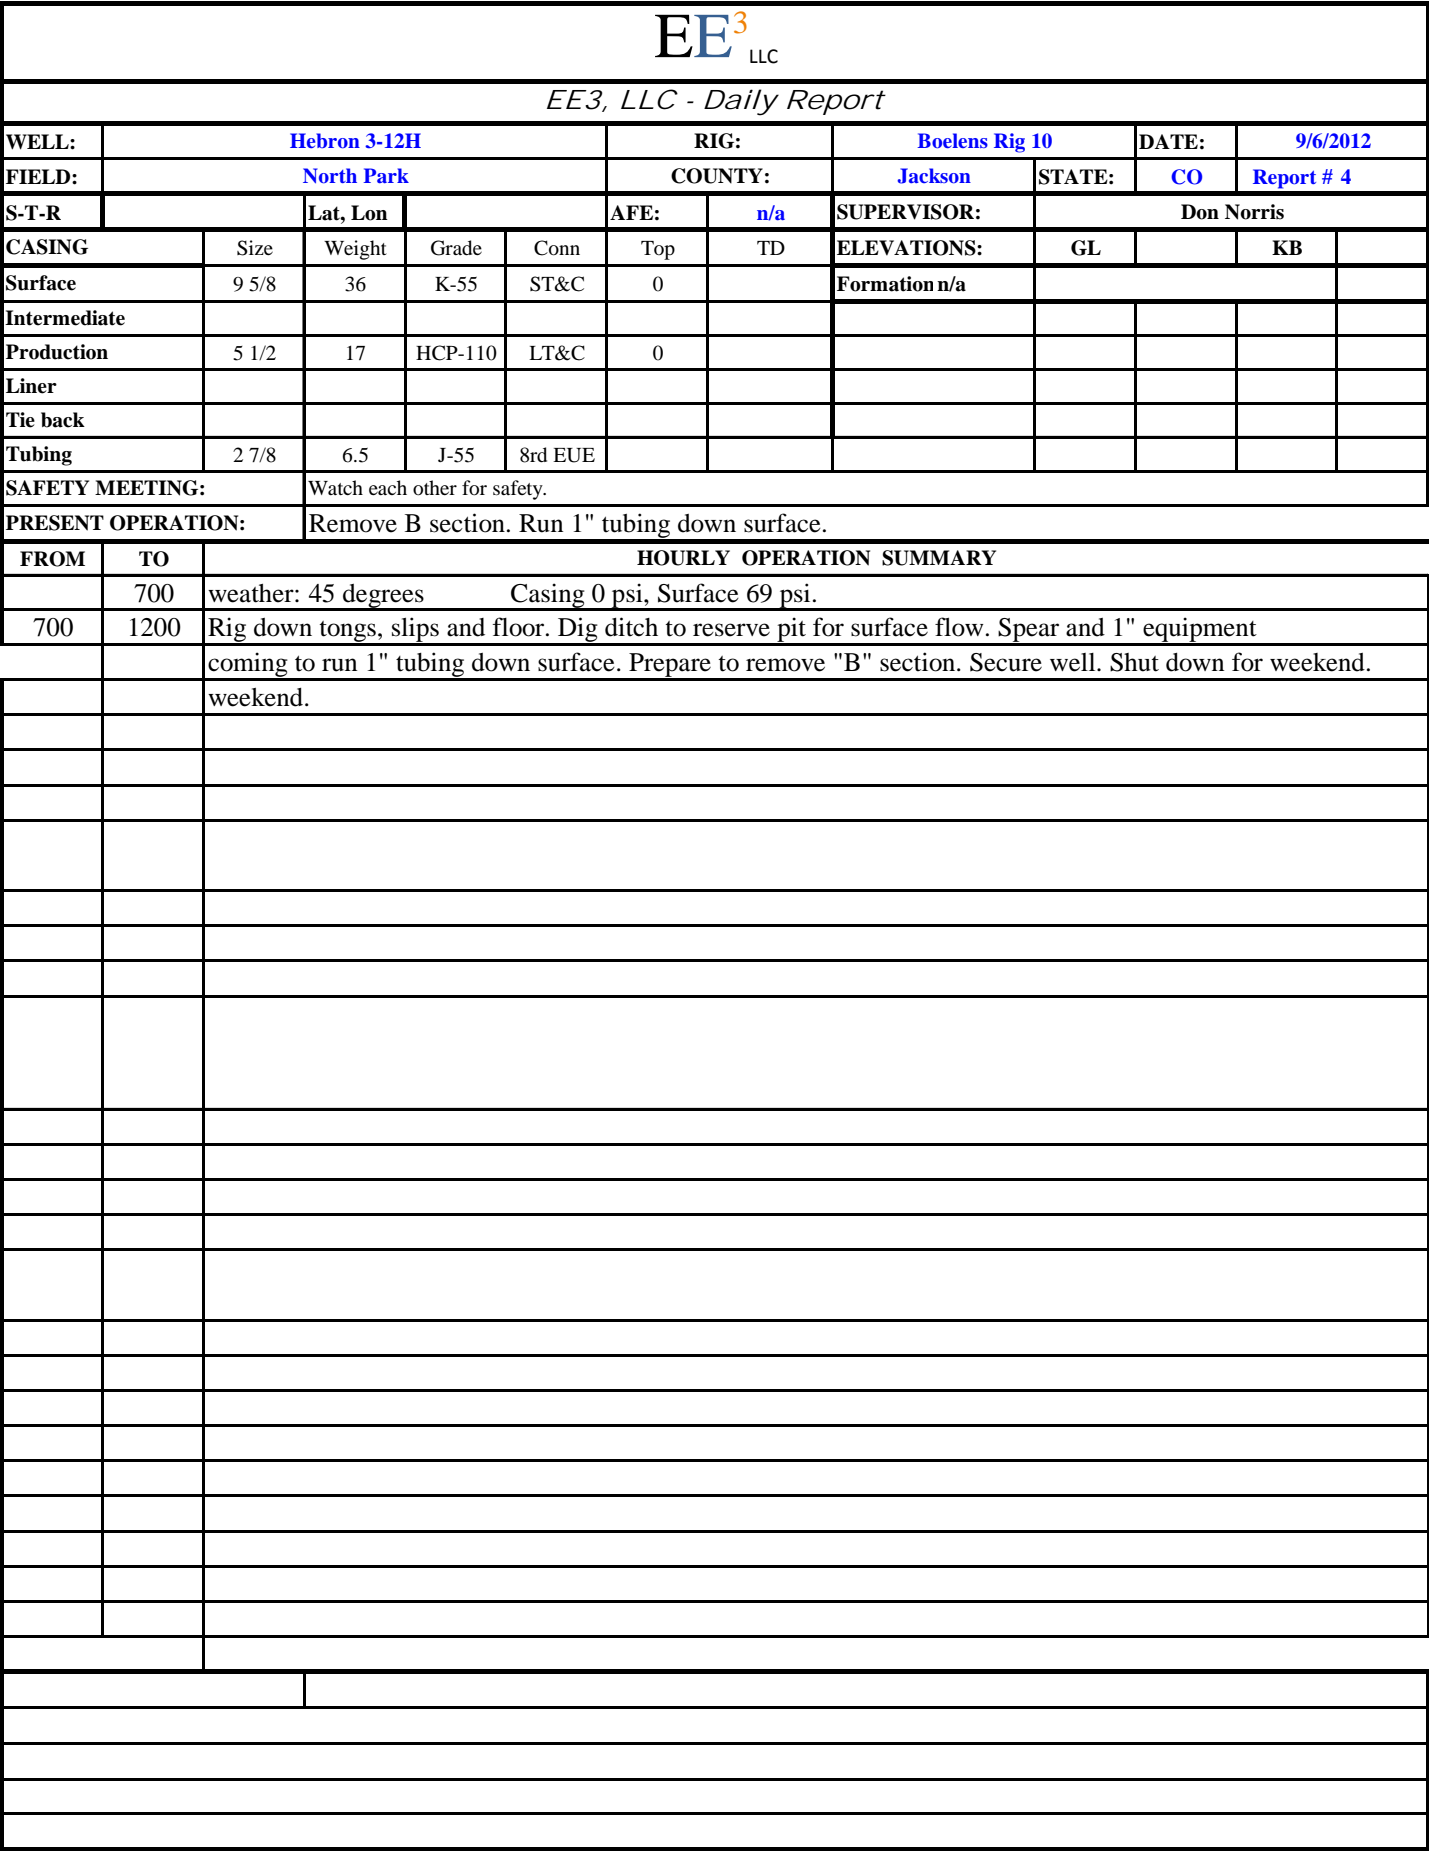 EE3 LLC
EE3, LLC - Daily Report
WELL: Hebron 3-12H RIG: Boelens Rig 10 DATE: 9/6/2012
FIELD: North Park COUNTY: Jackson STATE: CO Report # 4
S-T-R Lat, Lon AFE: n/a SUPERVISOR: Don Norris
CASING Size Weight Grade Conn Top TD ELEVATIONS: GL KB
Surface 9 5/8 36 K-55 ST&C 0 Formation n/a
Intermediate
Production 5 1/2 17 HCP-110 LT&C 0
Liner
Tie back
Tubing 2 7/8 6.5 J-55 8rd EUE
SAFETY MEETING: Watch each other for safety.
PRESENT OPERATION: Remove B section. Run 1" tubing down surface.
FROM TO HOURLY OPERATION SUMMARY
700 weather: 45 degrees Casing 0 psi, Surface 69 psi.
700 1200 Rig down tongs, slips and floor. Dig ditch to reserve pit for surface flow. Spear and 1" equipment
coming to run 1" tubing down surface. Prepare to remove "B" section. Secure well. Shut down for weekend.
weekend.